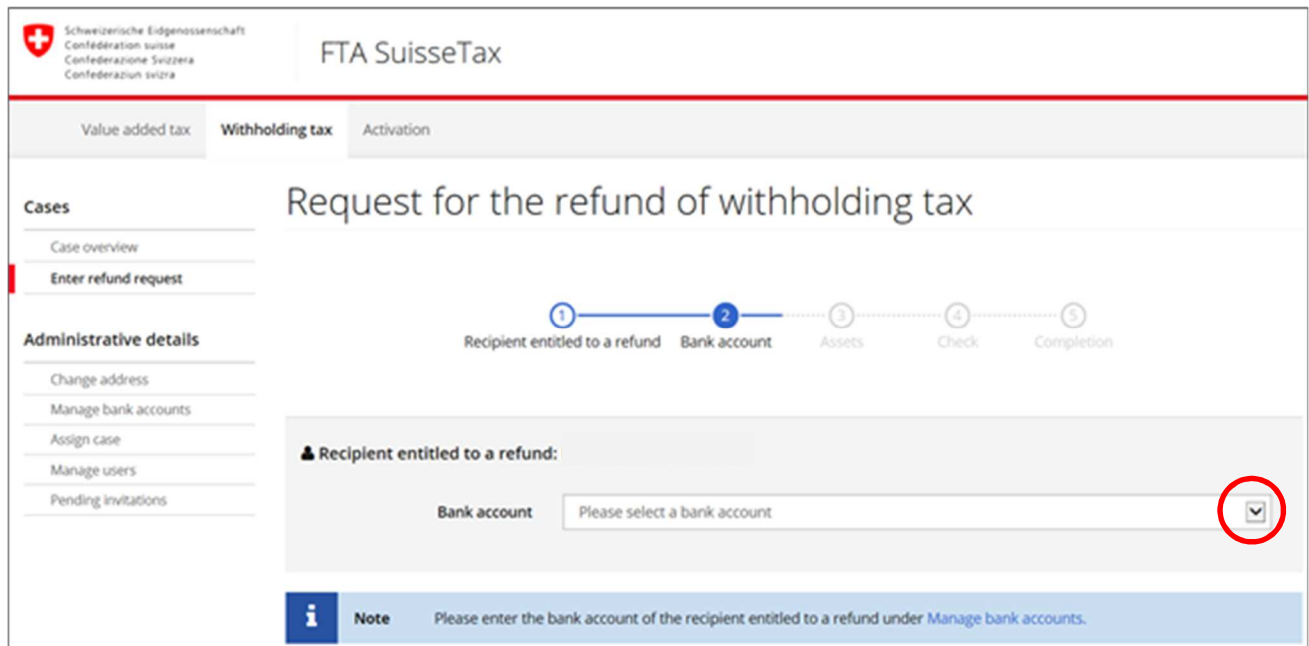 Schweizerische Eidgenossenschaft
Confédération suisse
Confederazione Svizzera
Confederaziun svizra
FTA SuisseTax
Value added tax Withholding tax Activation
Cases
Case overview
Enter refund request
Administrative details
Change address
Manage bank accounts
Assign case
Manage users
Pending invitations
Request for the refund of withholding tax
1 2 3 4 5
Recipient entitled to a refund Bank account Assets Check Completion
Recipient entitled to a refund:
Bank account Please select a bank account
i Note Please enter the bank account of the recipient entitled to a refund under Manage bank accounts.